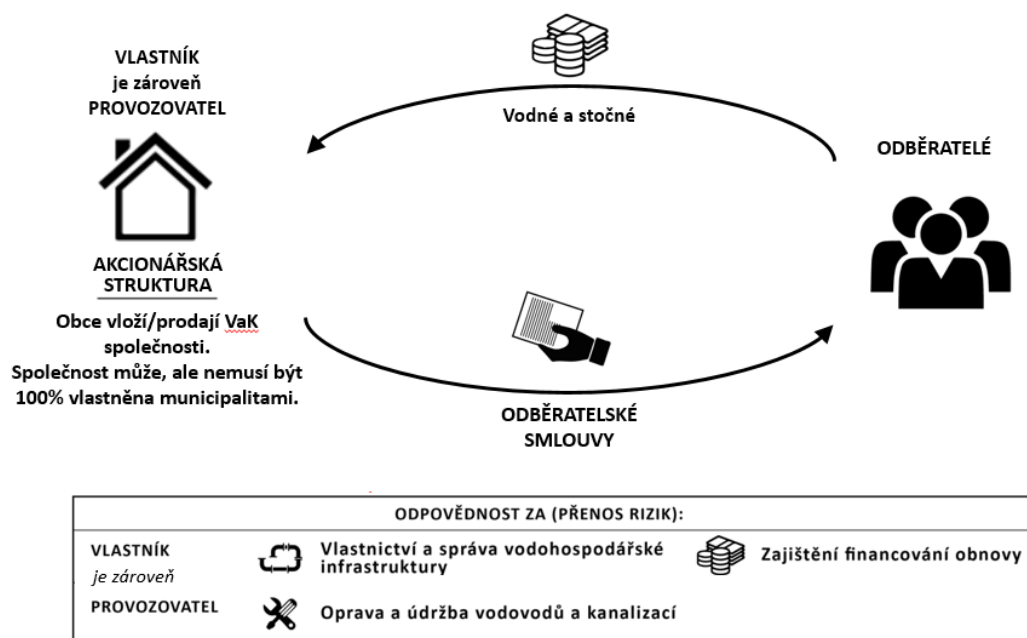 VLASTNÍK
je zároveň
PROVOZOVATEL
Vodné a stočné
ODBĚRATELÉ
AKCIONÁŘSKÁ
STRUKTURA
Obce vloží/prodají VaK
společnosti.
Společnost může, ale nemusí být
100% vlastněna municipalitami.
ODBĚRATELSKÉ
SMLOUVY
ODPOVĚDNOST ZA (PŘENOS RIZIK):
VLASTNÍK
je zároveň
PROVOZOVATEL
Vlastnictví a správa vodohospodářské
infrastruktury
Zajištění financování obnovy
Oprava a údržba vodovodů a kanalizací